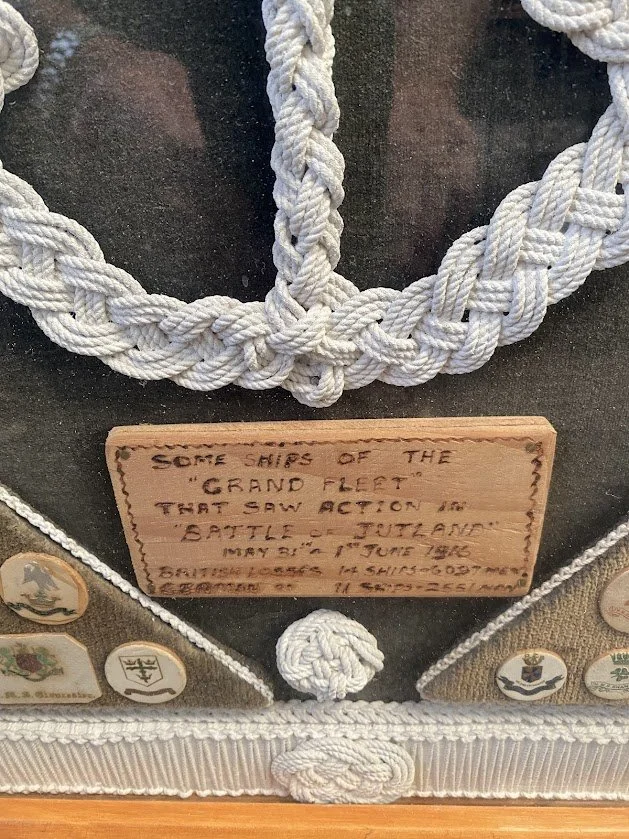 SOME SHIPS OF THE
"GRAND FLEET"
THAT SAW ACTION IN
"BATTLE OF JUTLAND"
MAY 31ST & 1ST JUNE 1916
BRITISH LOSSES 14 SHIPS - 6097 MEN
GERMAN 11 SHIPS - 2551 MEN